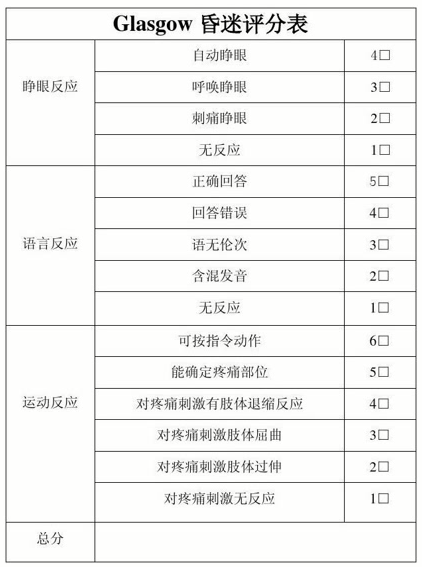 Glasgow 昏迷评分表
睁眼反应
自动睁眼 4□
呼唤睁眼 3□
刺痛睁眼 2□
无反应 1□
语言反应
正确回答 5□
回答错误 4□
语无伦次 3□
含混发音 2□
无反应 1□
运动反应
可按指令动作 6□
能确定疼痛部位 5□
对疼痛刺激有肢体退缩反应 4□
对疼痛刺激肢体屈曲 3□
对疼痛刺激肢体过伸 2□
对疼痛刺激无反应 1□
总分